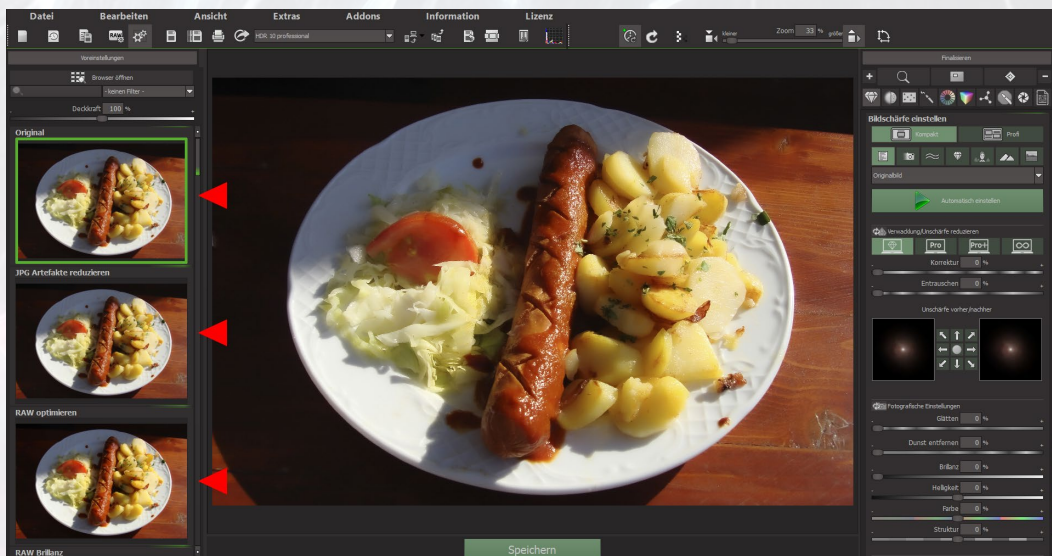 Datei Bearbeiten Ansicht Extras Addons Information Lizenz
RAW HDR 10 professional kleiner Zoom 33 % größer
Voreinstellungen
Browser öffnen
- keinen Filter -
Deckkraft 100 %
Original
JPG Artefakte reduzieren
RAW optimieren
RAW Brillanz
Speichern
Finalisieren
Bildschärfe einstellen
Kompakt Profi
Originalbild
Automatisch einstellen
Verwacklung/Unschärfe reduzieren
Pro Pro+
Korrektur 0 %
Entrauschen 0 %
Unschärfe vorher/nachher
Fotografische Einstellungen
Glätten 0 %
Dunst entfernen 0 %
Brillanz 0 %
Helligkeit 0 %
Farbe 0 %
Struktur 0 %